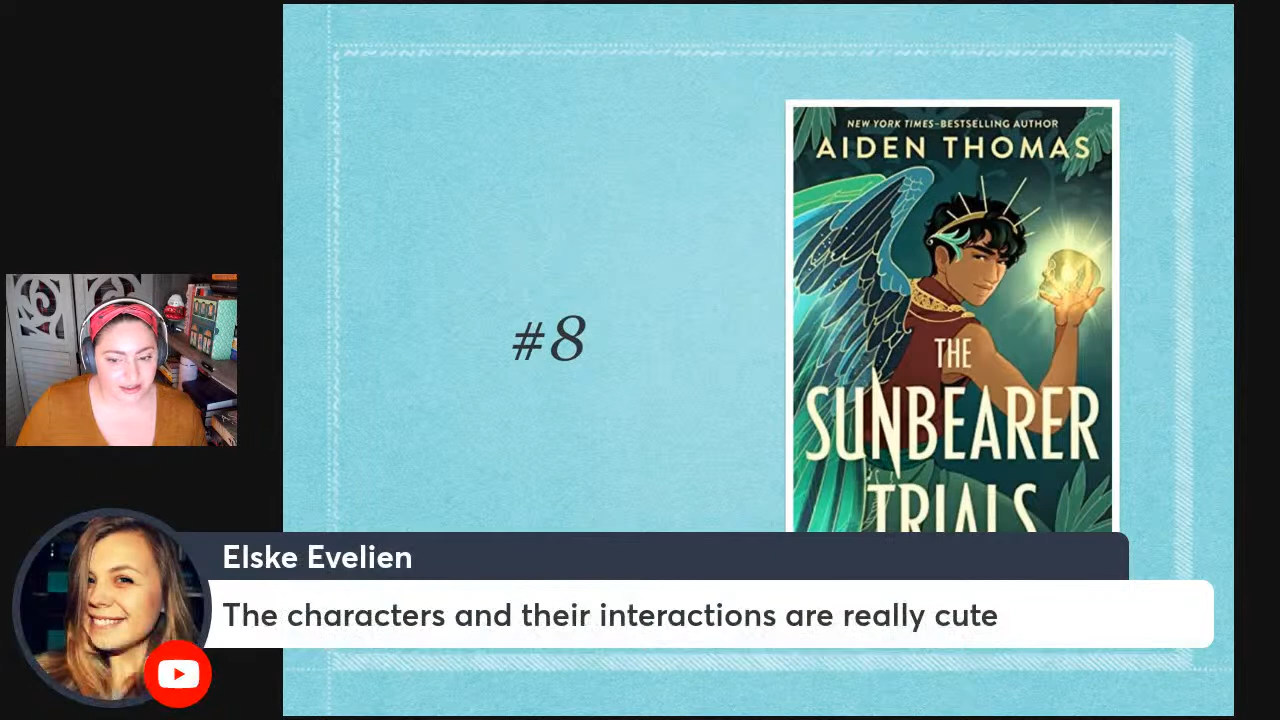 #8
NEW YORK TIMES–BESTSELLING AUTHOR
AIDEN THOMAS
THE
SUNBEARER
TRIALS
Elske Evelien
The characters and their interactions are really cute